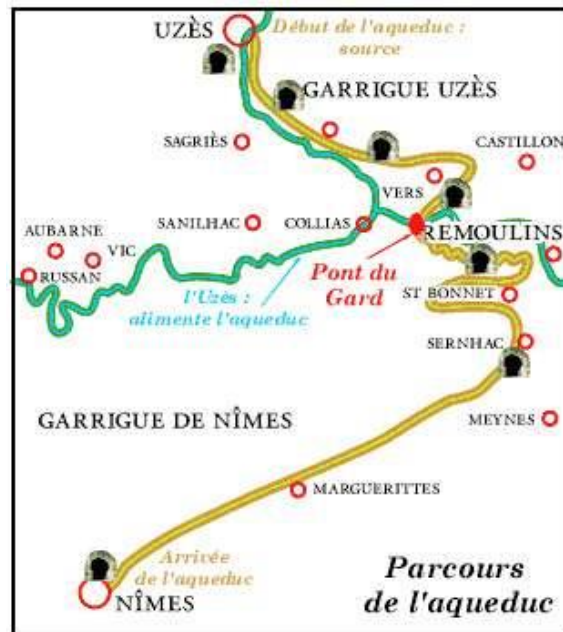 UZÈS
Début de l'aqueduc :
source
GARRIGUE UZÈS
SAGRIÈS
CASTILLON
VERS
AUBARNE
SANILHAC
COLLIAS
REMOULINS
VIC
RUSSAN
Pont du
Gard
l'Uzès :
alimente l'aqueduc
ST BONNET
SERNHAC
GARRIGUE DE NÎMES
MEYNES
MARGUERITTES
Arrivée
de l'aqueduc
NÎMES
Parcours
de l'aqueduc